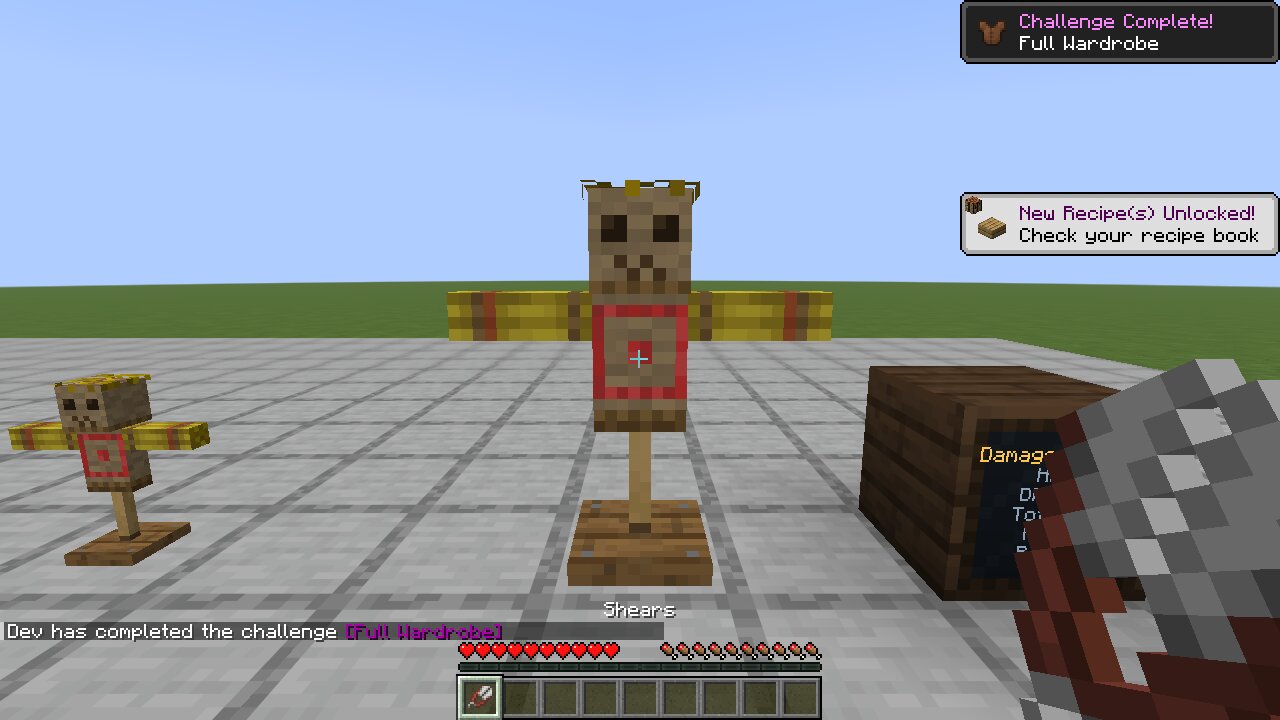 Challenge Complete!
Full Wardrobe
New Recipe(s) Unlocked!
Check your recipe book
Shears
Dev has completed the challenge [Full Wardrobe]